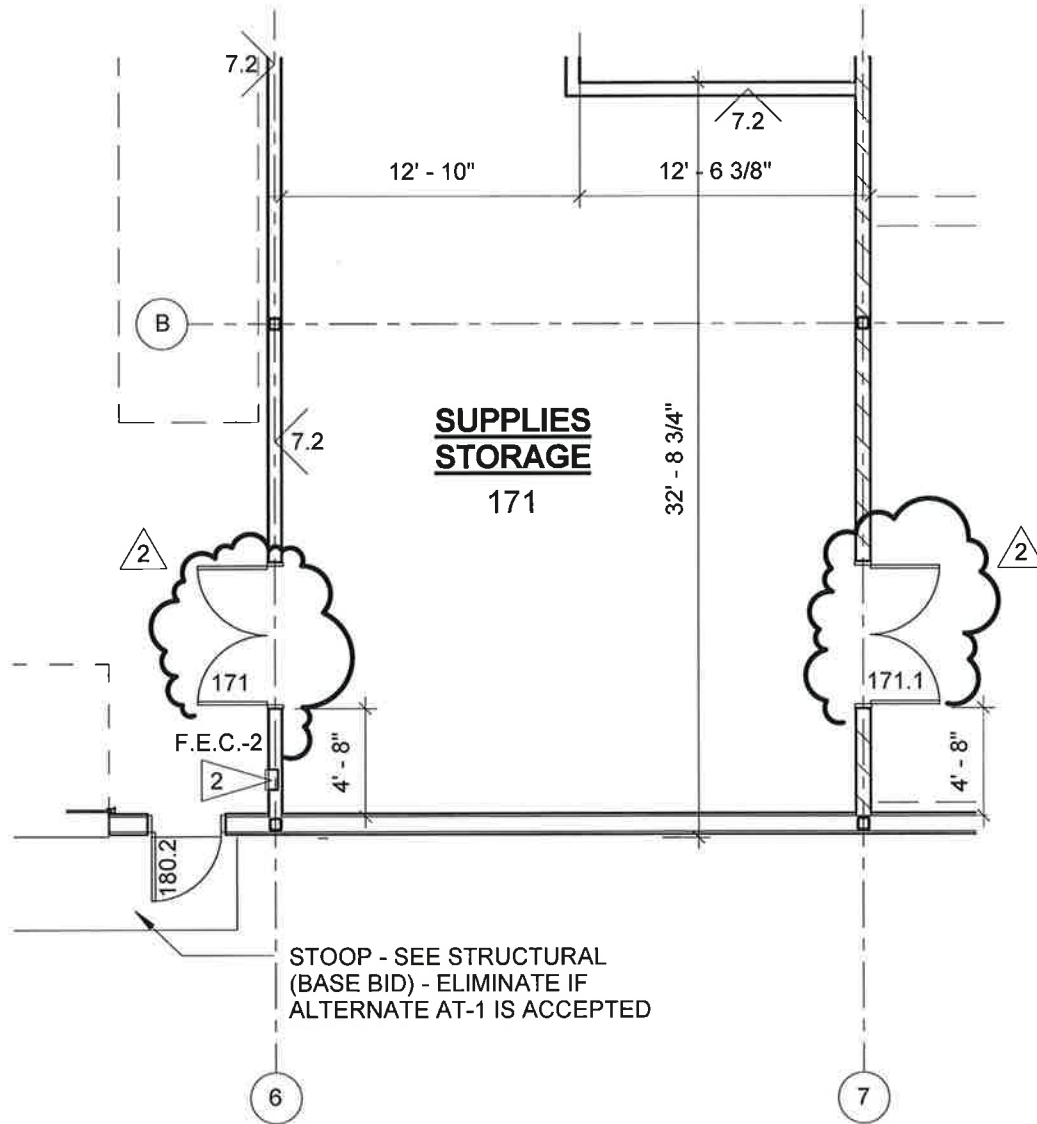 7.2
7.2
12' - 10"
12' - 6 3/8"
B
7.2
SUPPLIES
STORAGE
171
32' - 8 3/4"
2
2
171
171.1
F.E.C.-2
2
4' - 8"
4' - 8"
180.2
STOOP - SEE STRUCTURAL
(BASE BID) - ELIMINATE IF
ALTERNATE AT-1 IS ACCEPTED
6
7